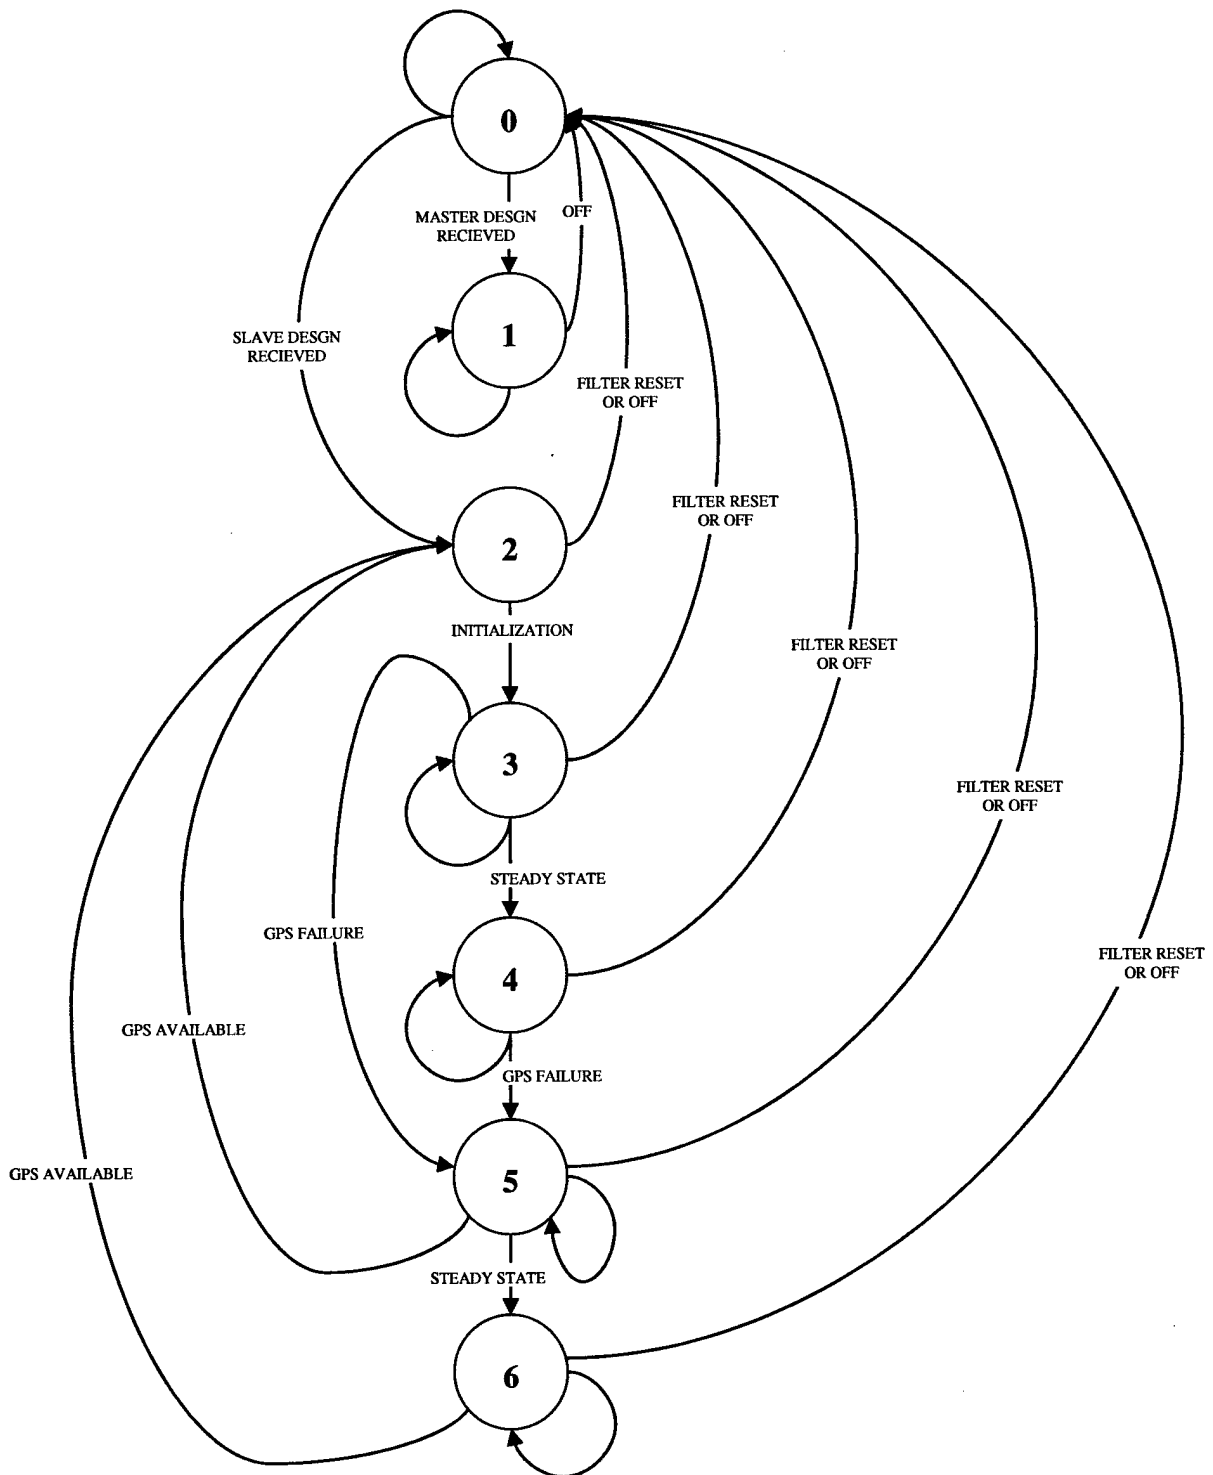 0
MASTER DESGN
RECIEVED
OFF
1
SLAVE DESGN
RECIEVED
FILTER RESET
OR OFF
FILTER RESET
OR OFF
2
INITIALIZATION
FILTER RESET
OR OFF
3
FILTER RESET
OR OFF
STEADY STATE
GPS FAILURE
4
FILTER RESET
OR OFF
GPS AVAILABLE
GPS FAILURE
GPS AVAILABLE
5
STEADY STATE
6